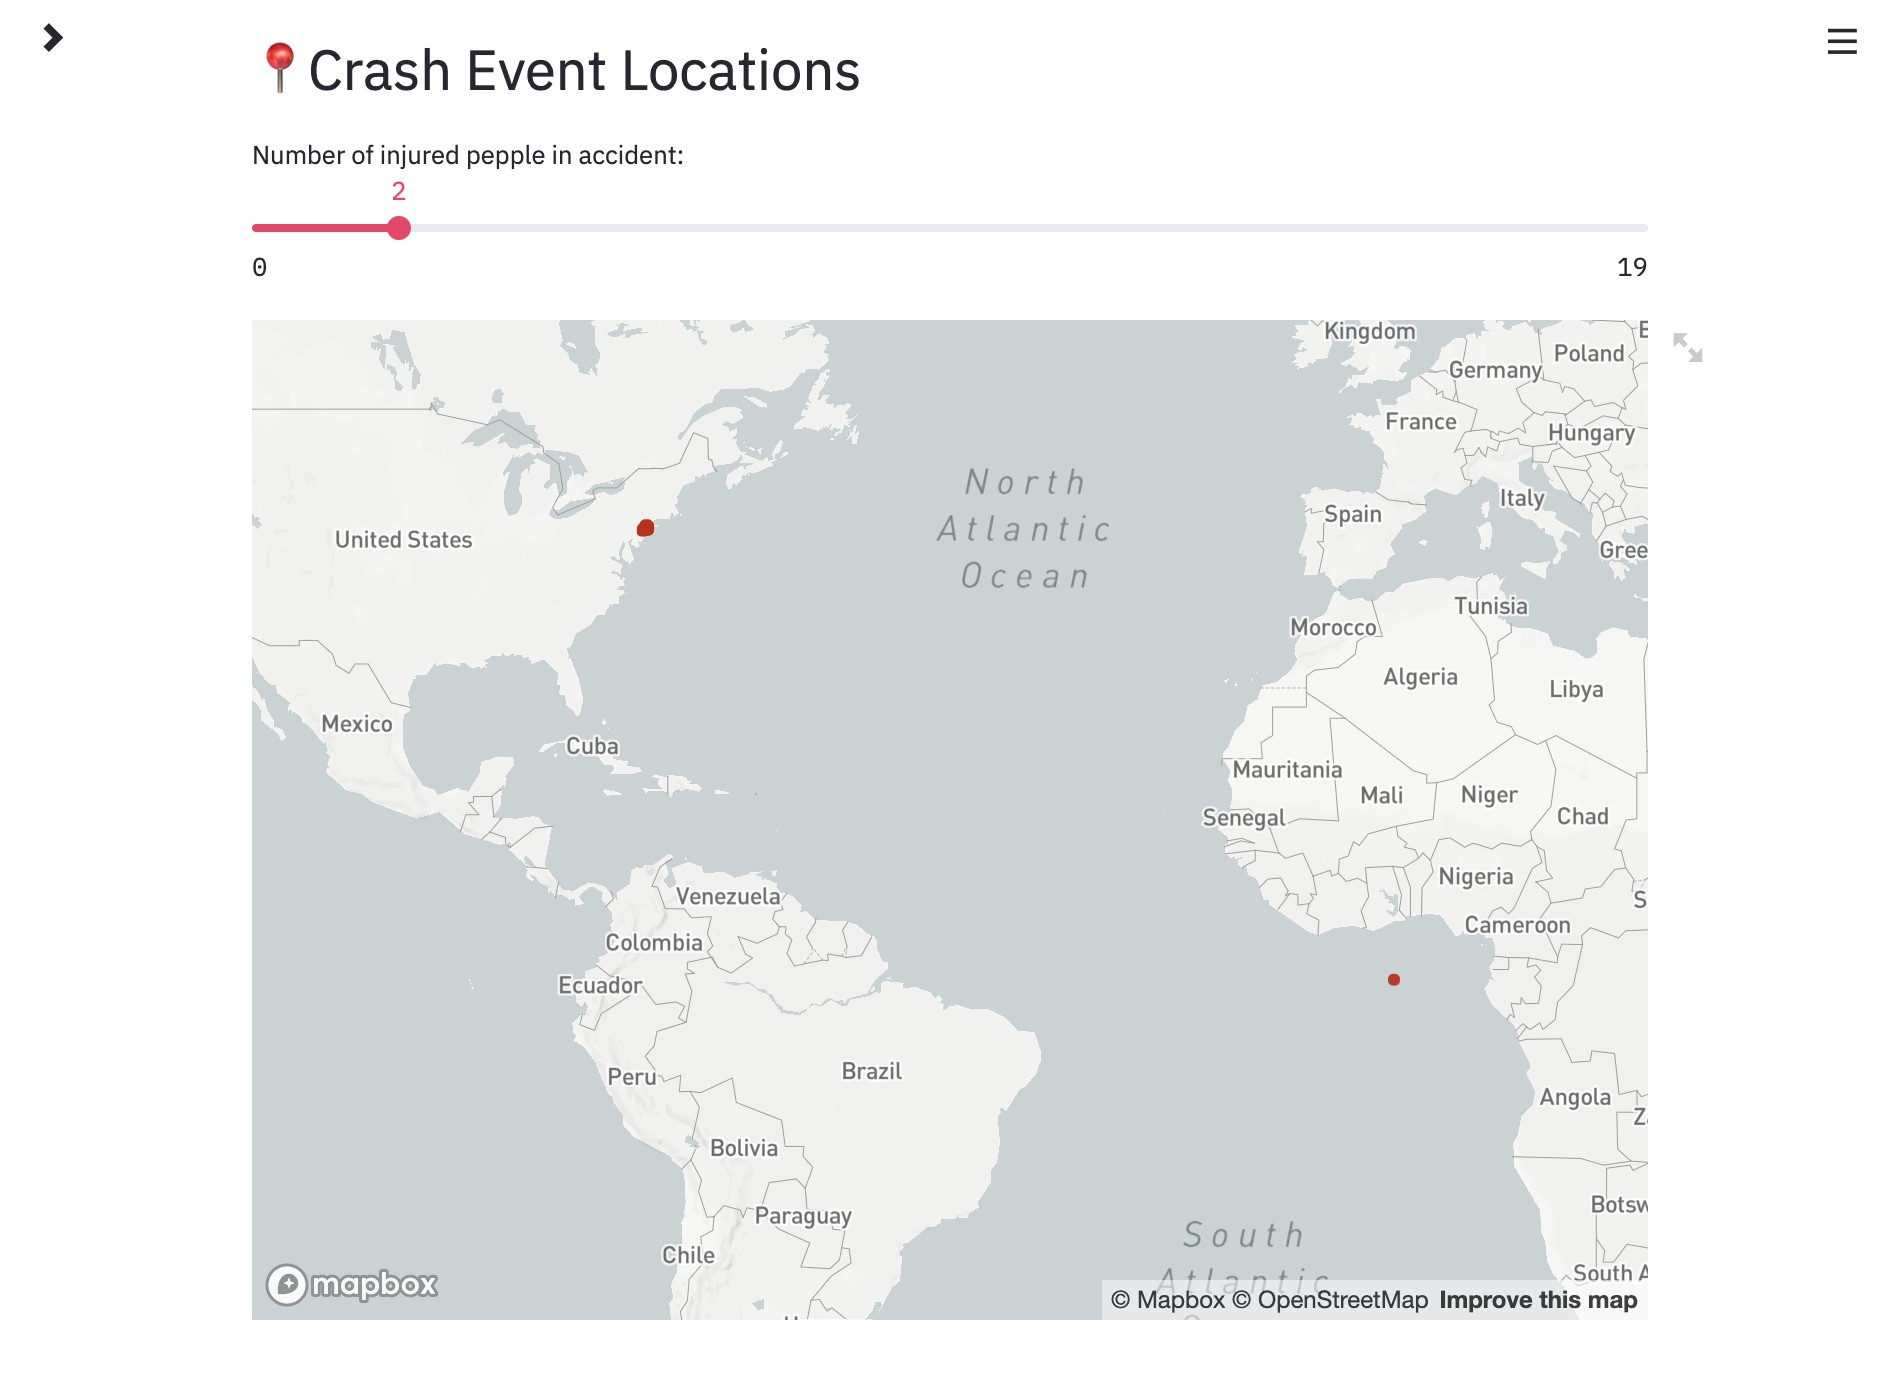 Crash Event Locations
Number of injured pepple in accident:
2
0
19
Kingdom
Poland
Germany
France
Hungary
North
Atlantic
Ocean
Italy
Spain
United States
Gree
Tunisia
Morocco
Algeria
Libya
Mexico
Cuba
Mauritania
Mali
Niger
Senegal
Chad
Nigeria
Venezuela
S
Cameroon
Colombia
Ecuador
Brazil
Peru
Angola
Z
Bolivia
Botsw
Paraguay
South
Atlantic
Chile
South A
mapbox
© Mapbox © OpenStreetMap Improve this map